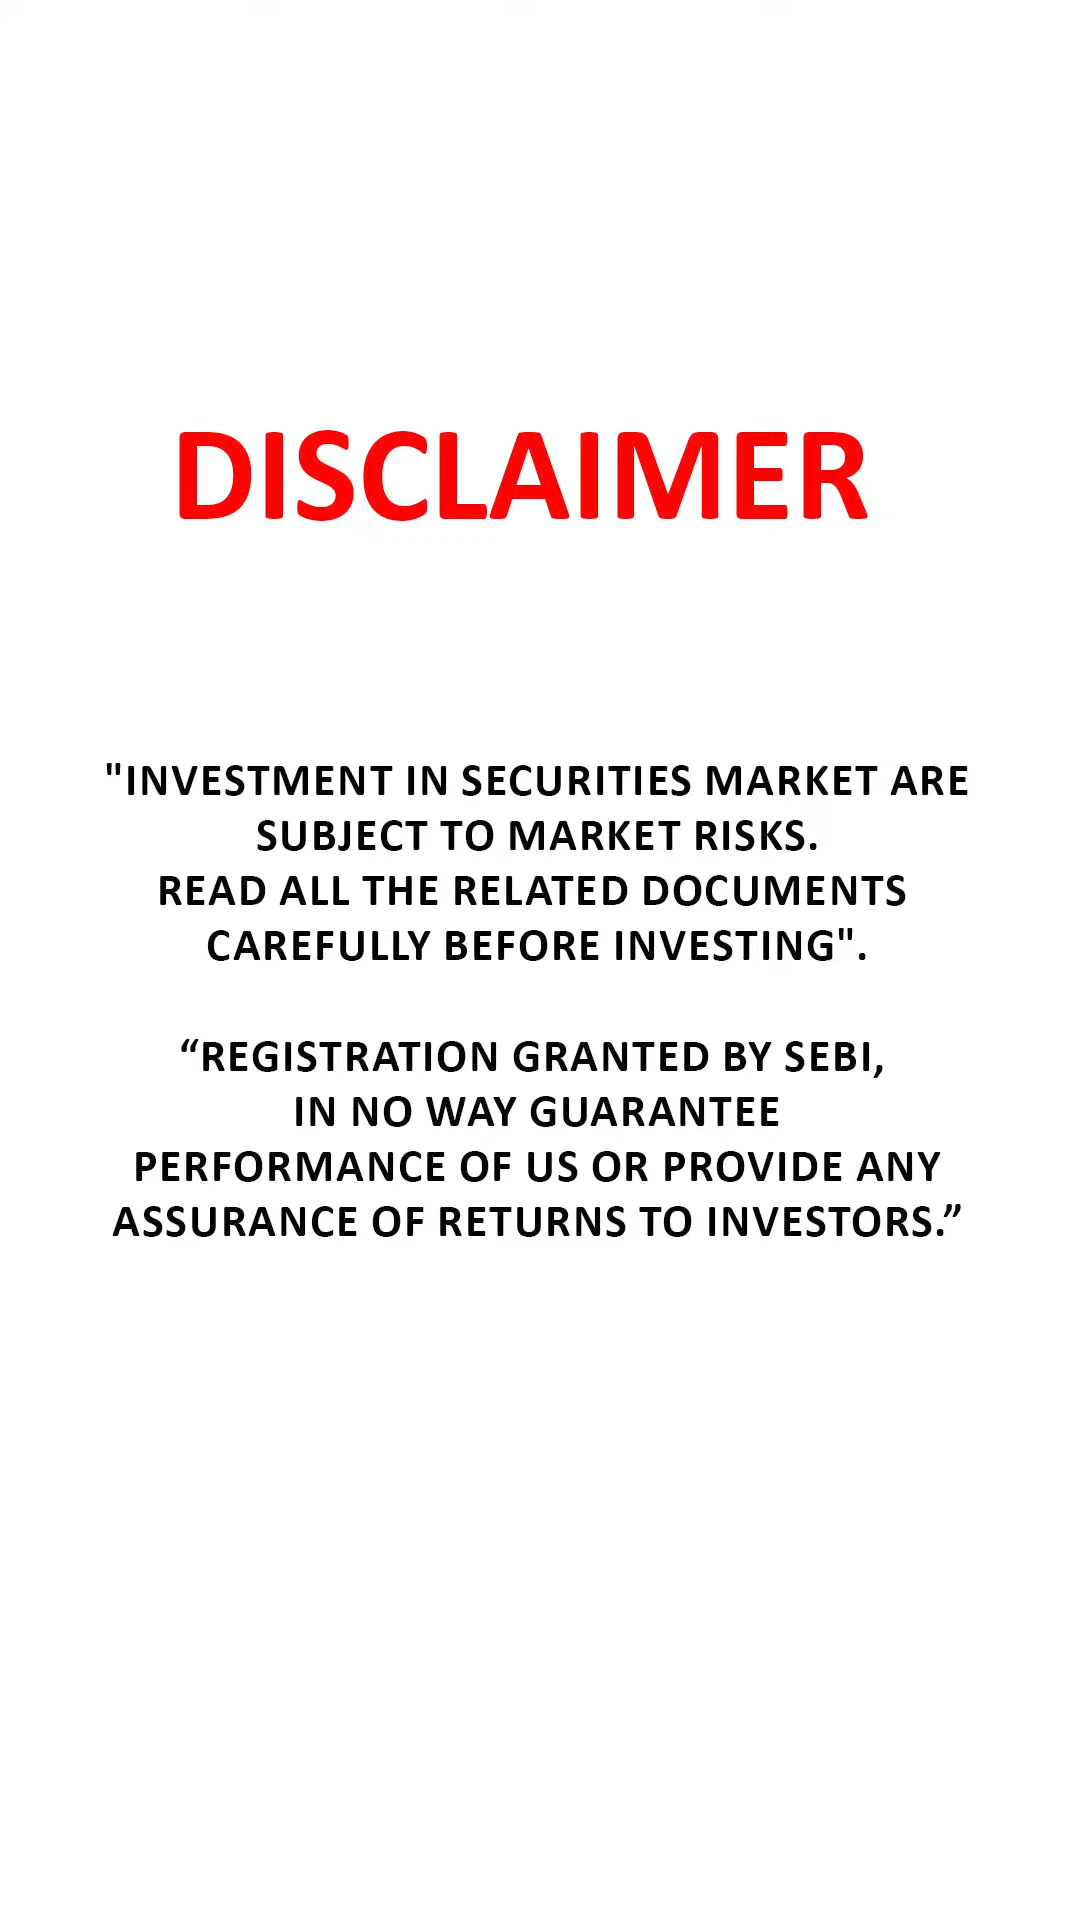 DISCLAIMER
"INVESTMENT IN SECURITIES MARKET ARE
SUBJECT TO MARKET RISKS.
READ ALL THE RELATED DOCUMENTS
CAREFULLY BEFORE INVESTING".
“REGISTRATION GRANTED BY SEBI,
IN NO WAY GUARANTEE
PERFORMANCE OF US OR PROVIDE ANY
ASSURANCE OF RETURNS TO INVESTORS.”